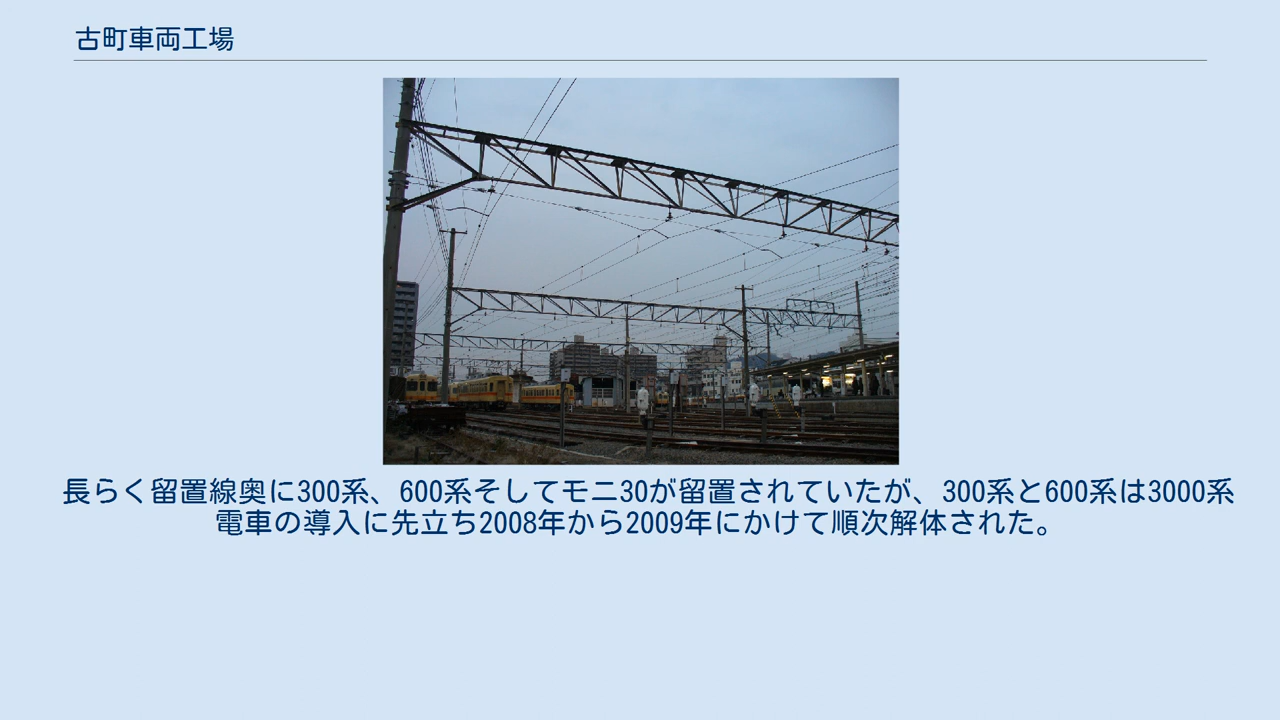 古町車両工場
長らく留置線奥に300系、600系そしてモニ30が留置されていたが、300系と600系は3000系
電車の導入に先立ち2008年から2009年にかけて順次解体された。